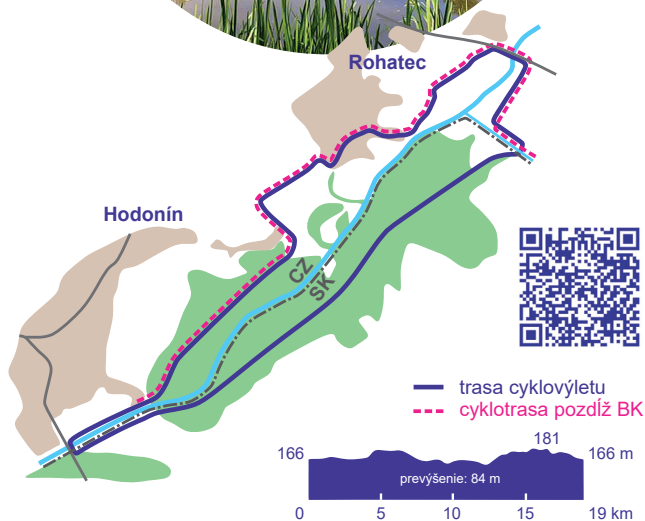 Rohatec
Hodonín
CZ
SK
trasa cyklovýletu
cyklotrasa pozdĺž BK
181
166
166 m
prevýšenie: 84 m
0
5
10
15
19 km